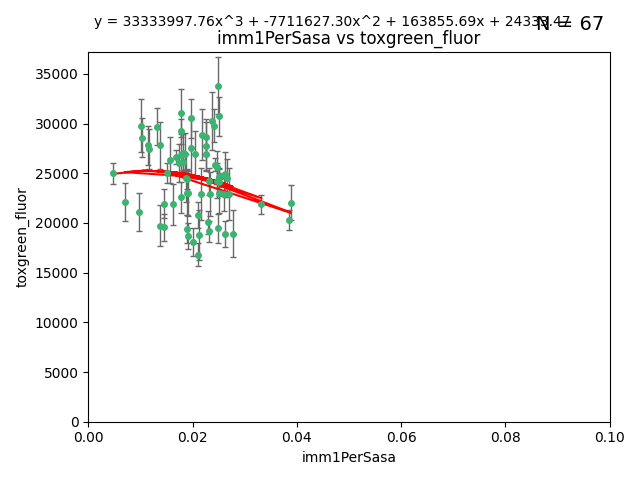 y = 33333997.76x^3 + -7711627.30x^2 + 163855.69x + 24333.47
N = 67
imm1PerSasa vs toxgreen_fluor
35000
30000
25000
20000
15000
10000
5000
0
toxgreen_fluor
0.00 0.02 0.04 0.06 0.08 0.10
imm1PerSasa